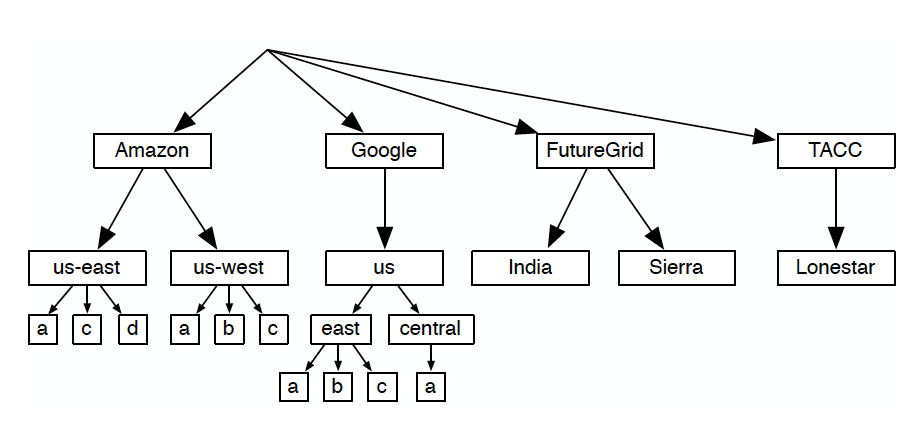 Amazon Google FutureGrid TACC
us-east us-west us India Sierra Lonestar
a c d a b c east central
a b c a